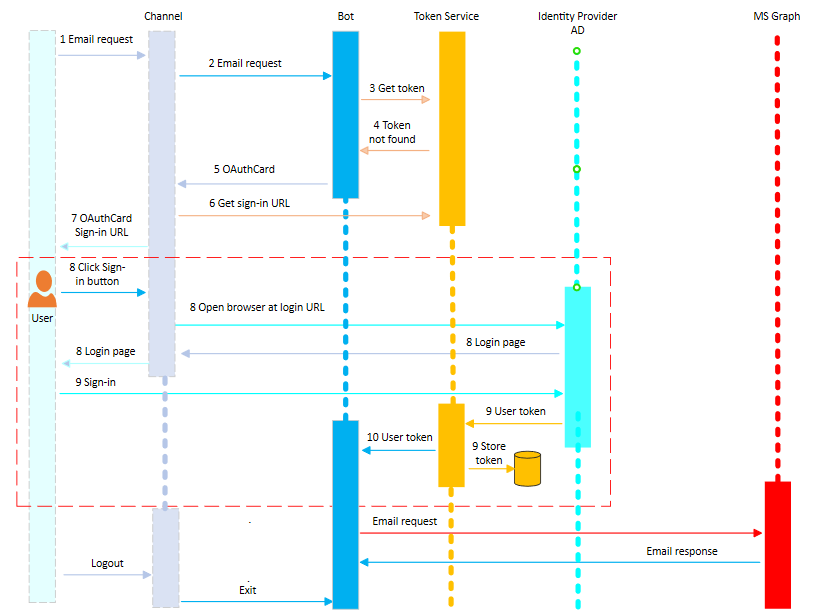 Channel
Bot
Token Service
Identity Provider
AD
MS Graph
1 Email request
2 Email request
3 Get token
4 Token
not found
5 OAuthCard
6 Get sign-in URL
7 OAuthCard
Sign-in URL
8 Click Sign-
in button
User
8 Open browser at login URL
8 Login page
8 Login page
9 Sign-in
9 User token
10 User token
9 Store
token
Email request
Email response
Logout
Exit